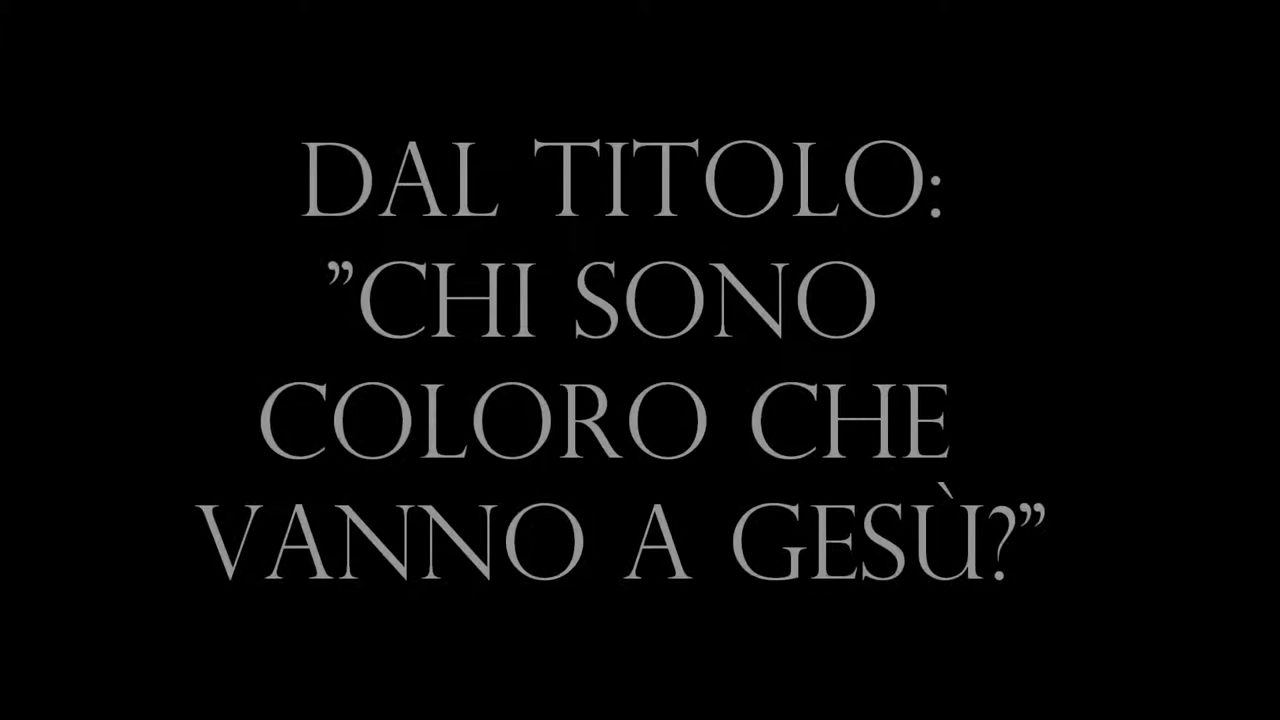 DAL TITOLO:
”CHI SONO
COLORO CHE
VANNO A GESÙ?”